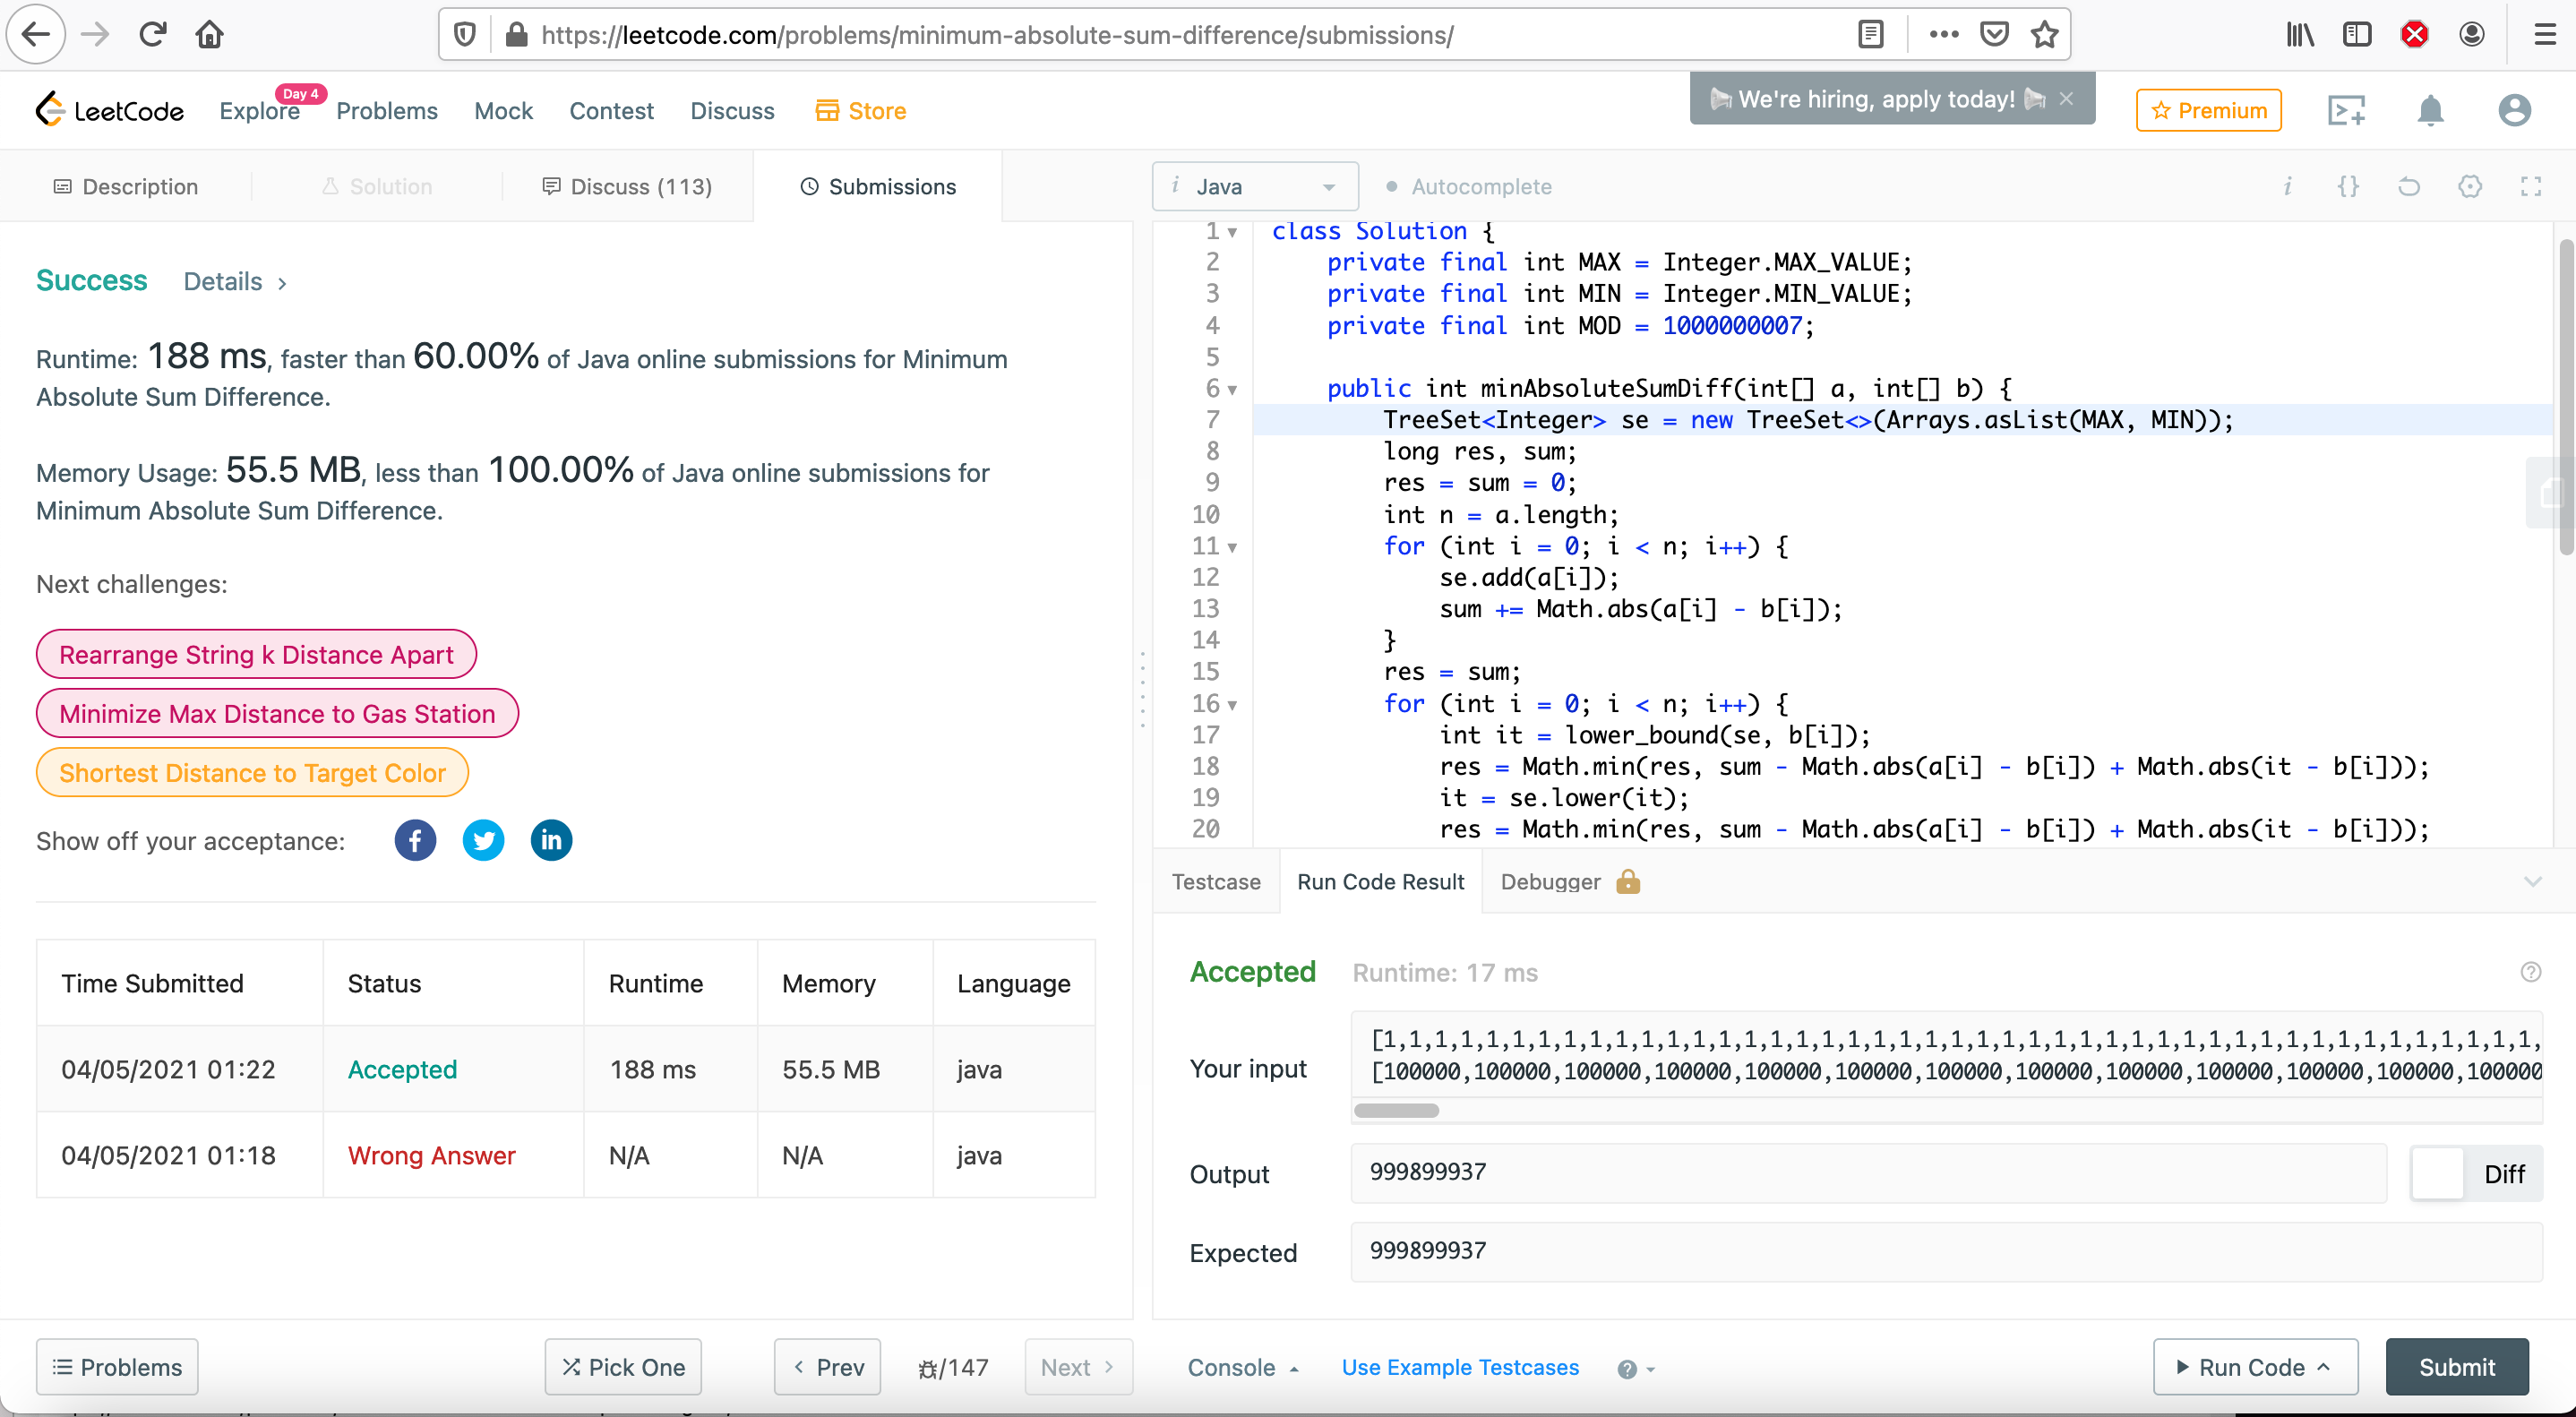 https://leetcode.com/problems/minimum-absolute-sum-difference/submissions/
LeetCode
Explore
Day 4
Problems
Mock
Contest
Discuss
Store
We're hiring, apply today!
Premium
Description
Solution
Discuss (113)
Submissions
Success Details >
Runtime: 188 ms, faster than 60.00% of Java online submissions for Minimum
Absolute Sum Difference.
Memory Usage: 55.5 MB, less than 100.00% of Java online submissions for
Minimum Absolute Sum Difference.
Next challenges:
Rearrange String k Distance Apart
Minimize Max Distance to Gas Station
Shortest Distance to Target Color
Show off your acceptance:
Time Submitted Status Runtime Memory Language
04/05/2021 01:22 Accepted 188 ms 55.5 MB java
04/05/2021 01:18 Wrong Answer N/A N/A java
Problems
Pick One
< Prev
/147
Next >
i Java
Autocomplete
i {}
1 class Solution {
2 private final int MAX = Integer.MAX_VALUE;
3 private final int MIN = Integer.MIN_VALUE;
4 private final int MOD = 1000000007;
5
6 public int minAbsoluteSumDiff(int[] a, int[] b) {
7 TreeSet<Integer> se = new TreeSet<>(Arrays.asList(MAX, MIN));
8 long res, sum;
9 res = sum = 0;
10 int n = a.length;
11 for (int i = 0; i < n; i++) {
12 se.add(a[i]);
13 sum += Math.abs(a[i] - b[i]);
14 }
15 res = sum;
16 for (int i = 0; i < n; i++) {
17 int it = lower_bound(se, b[i]);
18 res = Math.min(res, sum - Math.abs(a[i] - b[i]) + Math.abs(it - b[i]));
19 it = se.lower(it);
20 res = Math.min(res, sum - Math.abs(a[i] - b[i]) + Math.abs(it - b[i]));
Testcase
Run Code Result
Debugger
Accepted Runtime: 17 ms
Your input
[1,1,1,1,1,1,1,1,1,1,1,1,1,1,1,1,1,1,1,1,1,1,1,1,1,1,1,1,1,1,1,1,1,1,1,1,1,1,1,1,1,1,1,1,1,
[100000,100000,100000,100000,100000,100000,100000,100000,100000,100000,100000,100000,100000
Output
999899937
Diff
Expected
999899937
Console
Use Example Testcases
Run Code
Submit